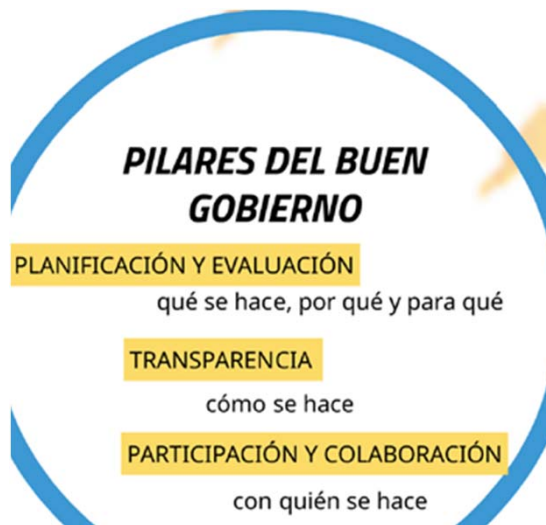 PILARES DEL BUEN
GOBIERNO
PLANIFICACIÓN Y EVALUACIÓN
qué se hace, por qué y para qué
TRANSPARENCIA
cómo se hace
PARTICIPACIÓN Y COLABORACIÓN
con quién se hace